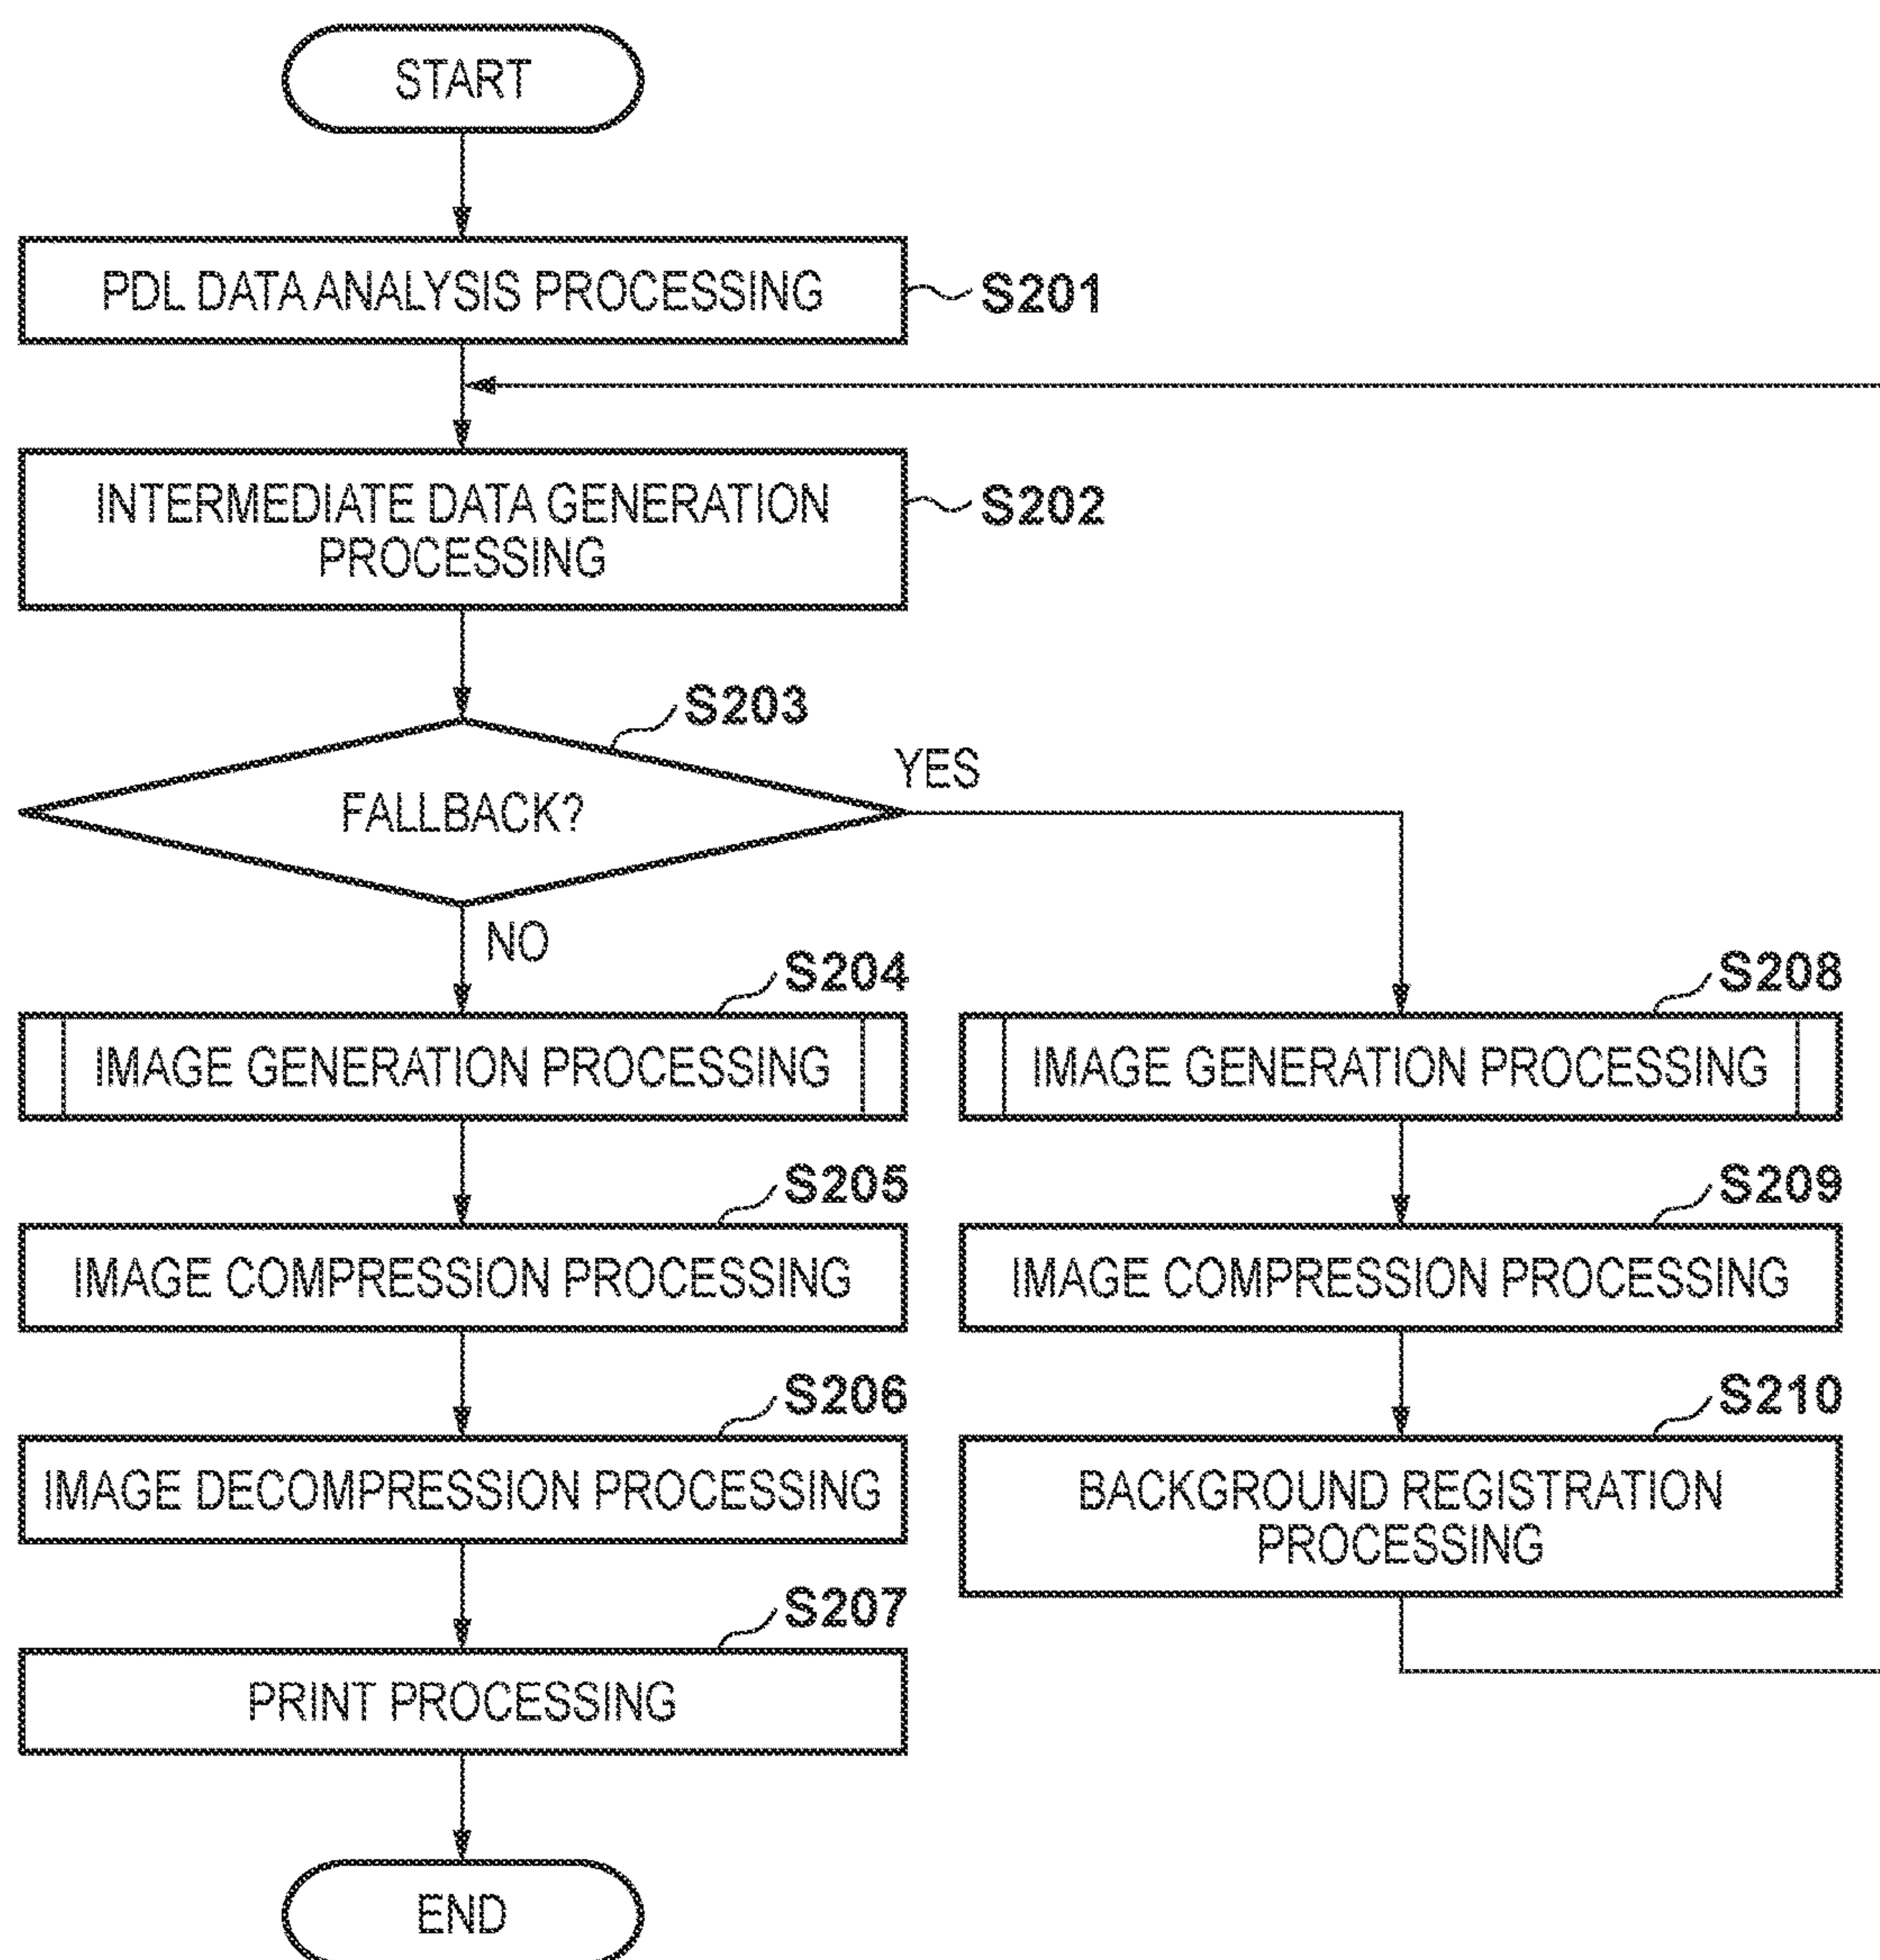 START
PDL DATA ANALYSIS PROCESSING
S201
INTERMEDIATE DATA GENERATION
PROCESSING
S202
S203
FALLBACK?
YES
NO
S204
IMAGE GENERATION PROCESSING
S208
IMAGE GENERATION PROCESSING
S205
IMAGE COMPRESSION PROCESSING
S209
IMAGE COMPRESSION PROCESSING
S206
IMAGE DECOMPRESSION PROCESSING
S210
BACKGROUND REGISTRATION
PROCESSING
S207
PRINT PROCESSING
END